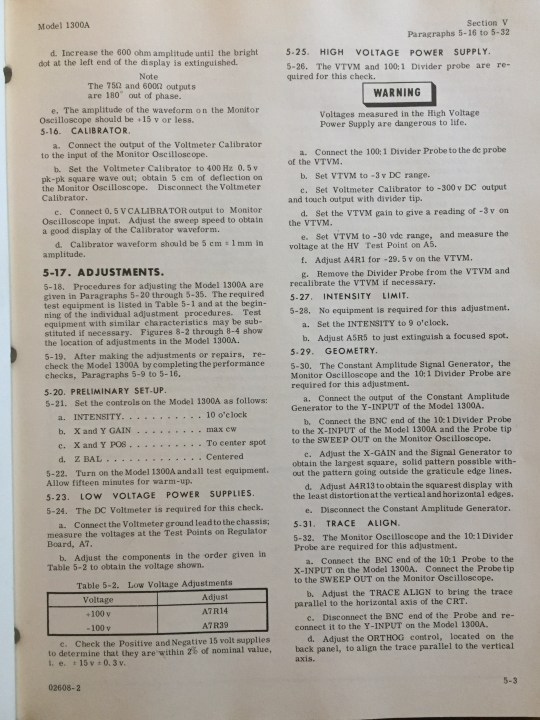 Model 1300A
Section V
Paragraphs 5-16 to 5-32
d. Increase the 600 ohm amplitude until the bright
dot at the left end of the display is extinguished.
Note
The 75Ω and 600Ω outputs
are 180° out of phase.
e. The amplitude of the waveform on the Monitor
Oscilloscope should be +15 v or less.
5-16. CALIBRATOR.
a. Connect the output of the Voltmeter Calibrator
to the input of the Monitor Oscilloscope.
b. Set the Voltmeter Calibrator to 400 Hz 0.5 v
pk-pk square wave out; obtain 5 cm of deflection on
the Monitor Oscilloscope. Disconnect the Voltmeter
Calibrator.
c. Connect 0.5 V CALIBRATOR output to Monitor
Oscilloscope input. Adjust the sweep speed to obtain
a good display of the Calibrator waveform.
d. Calibrator waveform should be 5 cm ± 1 mm in
amplitude.
5-17. ADJUSTMENTS.
5-18. Procedures for adjusting the Model 1300A are
given in Paragraphs 5-20 through 5-35. The required
test equipment is listed in Table 5-1 and at the begin-
ning of the individual adjustment procedures. Test
equipment with similar characteristics may be sub-
stituted if necessary. Figures 8-2 through 8-4 show
the location of adjustments in the Model 1300A.
5-19. After making the adjustments or repairs, re-
check the Model 1300A by completing the performance
checks, Paragraphs 5-9 to 5-16.
5-20. PRELIMINARY SET-UP.
5-21. Set the controls on the Model 1300A as follows:
a. INTENSITY. . . . . . . . . . . 10 o'clock
b. X and Y GAIN . . . . . . . . . max cw
c. X and Y POS . . . . . . . . . . To center spot
d. Z BAL . . . . . . . . . . . . . Centered
5-22. Turn on the Model 1300A and all test equipment.
Allow fifteen minutes for warm-up.
5-23. LOW VOLTAGE POWER SUPPLIES.
5-24. The DC Voltmeter is required for this check.
a. Connect the Voltmeter ground lead to the chassis;
measure the voltages at the Test Points on Regulator
Board, A7.
b. Adjust the components in the order given in
Table 5-2 to obtain the voltage shown.
Table 5-2. Low Voltage Adjustments
Voltage Adjust
+100 v A7R14
-100 v A7R39
c. Check the Positive and Negative 15 volt supplies
to determine that they are within 2% of nominal value,
i. e. ± 15 v ± 0.3 v.
02608-2
5-25. HIGH VOLTAGE POWER SUPPLY.
5-26. The VTVM and 100:1 Divider probe are re-
quired for this check.
WARNING
Voltages measured in the High Voltage
Power Supply are dangerous to life.
a. Connect the 100:1 Divider Probe to the dc probe
of the VTVM.
b. Set VTVM to -3 v DC range.
c. Set Voltmeter Calibrator to -300 v DC output
and touch output with divider tip.
d. Set the VTVM gain to give a reading of -3 v on
the VTVM.
e. Set VTVM to -30 vdc range, and measure the
voltage at the HV Test Point on A5.
f. Adjust A4R1 for -29.5 v on the VTVM.
g. Remove the Divider Probe from the VTVM and
recalibrate the VTVM if necessary.
5-27. INTENSITY LIMIT.
5-28. No equipment is required for this adjustment.
a. Set the INTENSITY to 9 o'clock.
b. Adjust A5R5 to just extinguish a focused spot.
5-29. GEOMETRY.
5-30. The Constant Amplitude Signal Generator, the
Monitor Oscilloscope and the 10:1 Divider Probe are
required for this adjustment.
a. Connect the output of the Constant Amplitude
Generator to the Y-INPUT of the Model 1300A.
b. Connect the BNC end of the 10:1 Divider Probe
to the X-INPUT of the Model 1300A and the Probe tip
to the SWEEP OUT on the Monitor Oscilloscope.
c. Adjust the X-GAIN and the Signal Generator to
obtain the largest square, solid pattern possible with-
out the pattern going outside the graticule edge lines.
d. Adjust A4R13 to obtain the squarest display with
the least distortion at the vertical and horizontal edges.
e. Disconnect the Constant Amplitude Generator.
5-31. TRACE ALIGN.
5-32. The Monitor Oscilloscope and the 10:1 Divider
Probe are required for this adjustment.
a. Connect the BNC end of the 10:1 Probe to the
X-INPUT on the Model 1300A. Connect the Probe tip
to the SWEEP OUT on the Monitor Oscilloscope.
b. Adjust the TRACE ALIGN to bring the trace
parallel to the horizontal axis of the CRT.
c. Disconnect the BNC end of the Probe and re-
connect it to the Y-INPUT on the Model 1300A.
d. Adjust the ORTHOG control, located on the
back panel, to align the trace parallel to the vertical
axis.
5-3